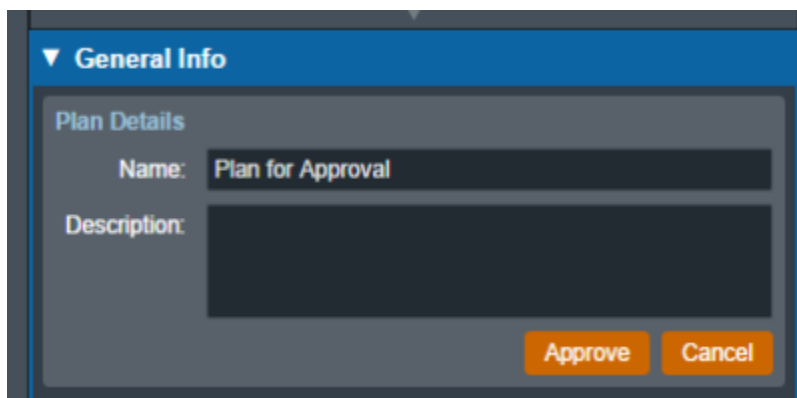 General Info
Plan Details
Name: Plan for Approval
Description:
Approve Cancel